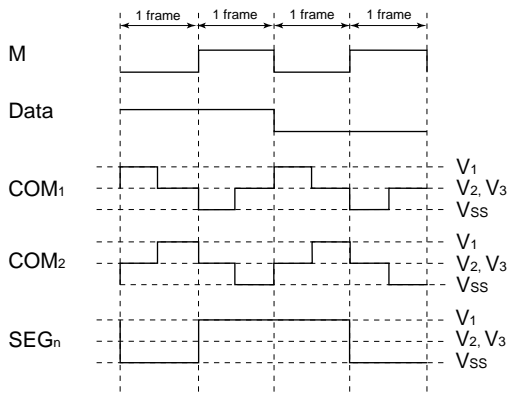 1 frame 1 frame 1 frame 1 frame
M
Data
COM1
V1
V2, V3
VSS
COM2
V1
V2, V3
VSS
SEGn
V1
V2, V3
VSS